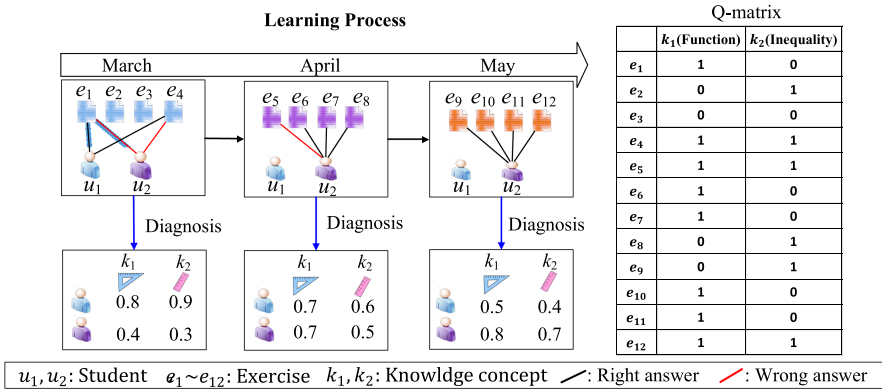 Learning Process
March April May
e1 e2 e3 e4
e5 e6 e7 e8
e9 e10 e11 e12
u1 u2
u1 u2
u1 u2
Diagnosis Diagnosis Diagnosis
k1 k2
0.8 0.9
0.4 0.3
k1 k2
0.7 0.6
0.7 0.5
k1 k2
0.5 0.4
0.8 0.7
Q-matrix
k1(Function) k2(Inequality)
e1 1 0
e2 0 1
e3 0 0
e4 1 1
e5 1 1
e6 1 0
e7 1 0
e8 0 1
e9 0 1
e10 1 0
e11 1 0
e12 1 1
u1, u2: Student e1~e12: Exercise k1, k2: Knowldge concept : Right answer : Wrong answer